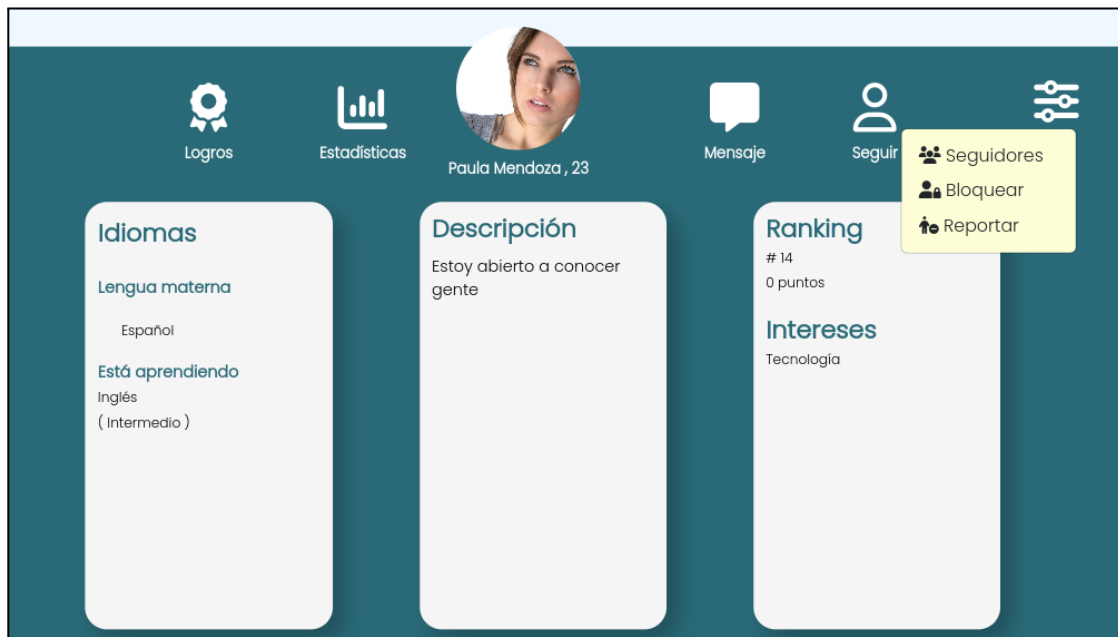 Logros
Estadísticas
Paula Mendoza , 23
Mensaje
Seguir
Seguidores
Bloquear
Reportar
Idiomas
Lengua materna
Español
Está aprendiendo
Inglés
( Intermedio )
Descripción
Estoy abierto a conocer
gente
Ranking
# 14
0 puntos
Intereses
Tecnología